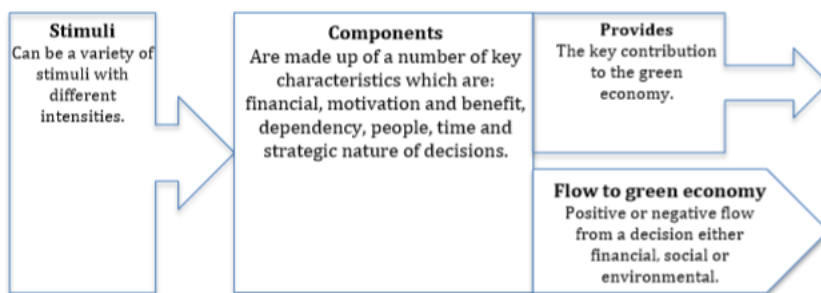 Stimuli
Can be a variety of
stimuli with
different
intensities.
Components
Are made up of a number of key
characteristics which are:
financial, motivation and benefit,
dependency, people, time and
strategic nature of decisions.
Provides
The key contribution
to the green
economy.
Flow to green economy
Positive or negative flow
from a decision either
financial, social or
environmental.